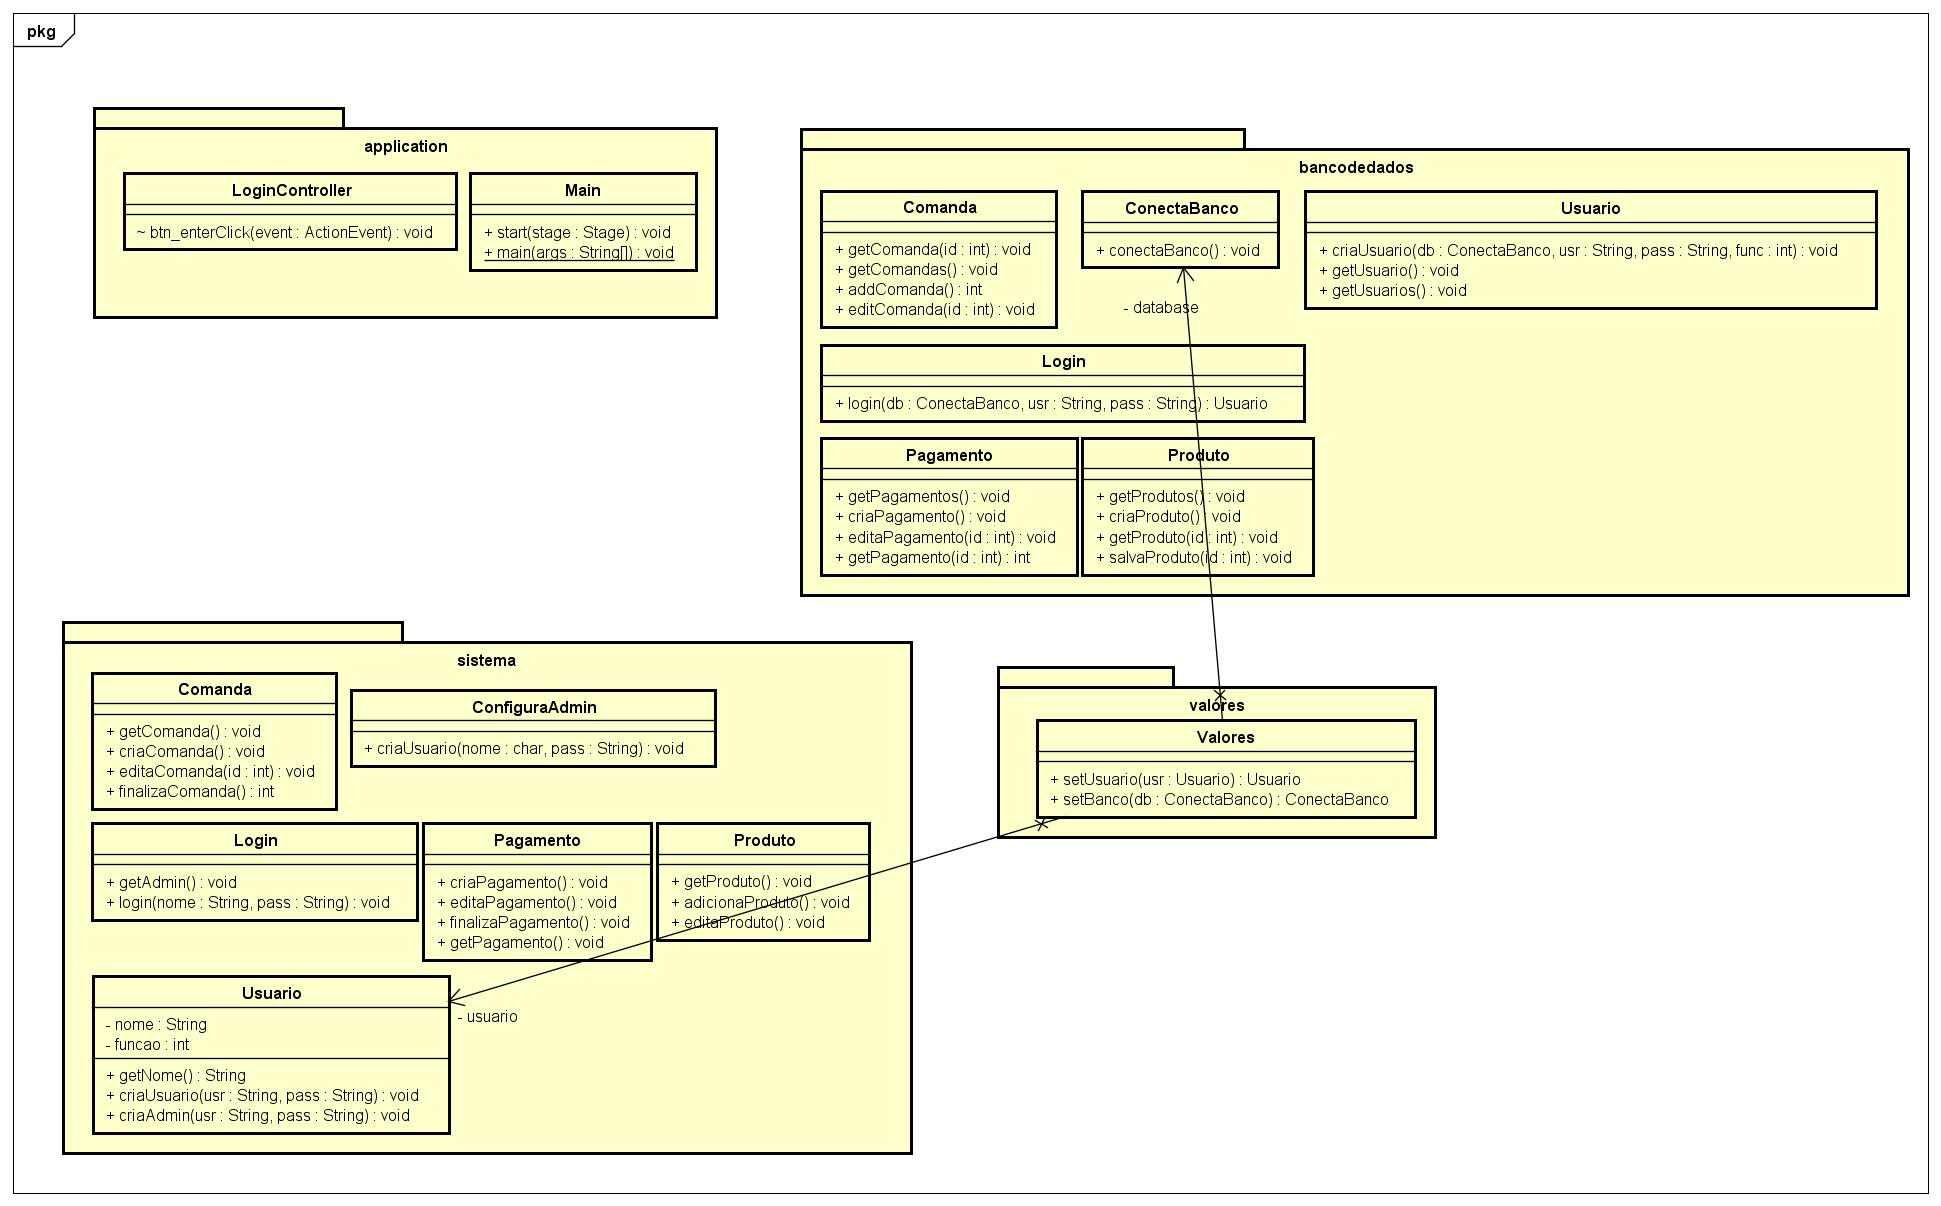 pkg
application
LoginController
~ btn_enterClick(event : ActionEvent) : void
Main
+ start(stage : Stage) : void
+ main(args : String[]) : void
bancodedados
Comanda
+ getComanda(id : int) : void
+ getComandas() : void
+ addComanda() : int
+ editComanda(id : int) : void
ConectaBanco
+ conectaBanco() : void
- database
Usuario
+ criaUsuario(db : ConectaBanco, usr : String, pass : String, func : int) : void
+ getUsuario() : void
+ getUsuarios() : void
Login
+ login(db : ConectaBanco, usr : String, pass : String) : Usuario
Pagamento
+ getPagamentos() : void
+ criaPagamento() : void
+ editaPagamento(id : int) : void
+ getPagamento(id : int) : int
Produto
+ getProdutos() : void
+ criaProduto() : void
+ getProduto(id : int) : void
+ salvaProduto(id : int) : void
sistema
Comanda
+ getComanda() : void
+ criaComanda() : void
+ editaComanda(id : int) : void
+ finalizaComanda() : int
ConfiguraAdmin
+ criaUsuario(nome : char, pass : String) : void
Login
+ getAdmin() : void
+ login(nome : String, pass : String) : void
Pagamento
+ criaPagamento() : void
+ editaPagamento() : void
+ finalizaPagamento() : void
+ getPagamento() : void
Produto
+ getProduto() : void
+ adicionaProduto() : void
+ editaProduto() : void
Usuario
- nome : String
- funcao : int
+ getNome() : String
+ criaUsuario(usr : String, pass : String) : void
+ criaAdmin(usr : String, pass : String) : void
- usuario
valores
Valores
+ setUsuario(usr : Usuario) : Usuario
+ setBanco(db : ConectaBanco) : ConectaBanco